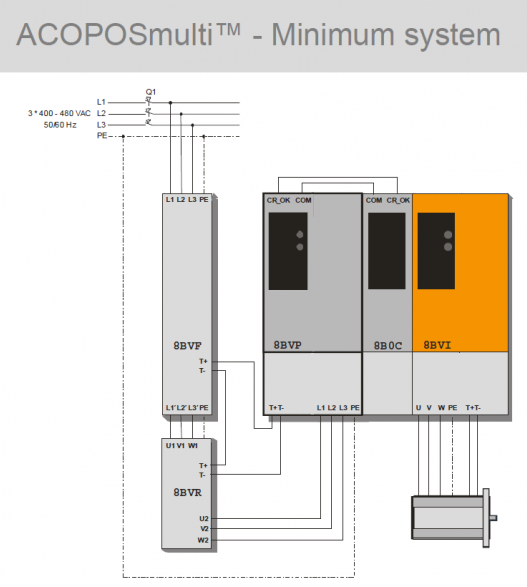 ACOPOSmulti™ - Minimum system
Q1
L1
3 * 400 - 480 VAC L2
50/60 Hz L3
PE
L1 L2 L3 PE
CR_OK COM
COM CR_OK
8BVF
8BVP
8B0C
8BVI
T+
T-
L1' L2' L3' PE
T+ T-
L1 L2 L3 PE
U V W PE T+ T-
U1 V1 W1
T+
T-
8BVR
U2
V2
W2